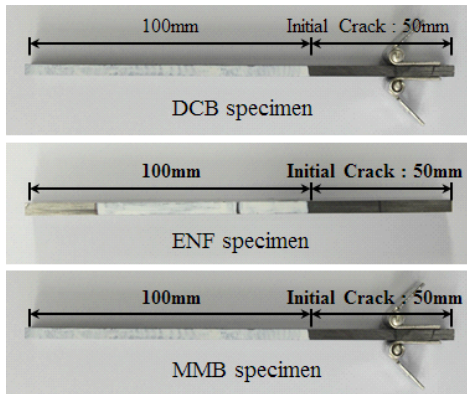 100mm Initial Crack : 50mm
DCB specimen
100mm Initial Crack : 50mm
ENF specimen
100mm Initial Crack : 50mm
MMB specimen